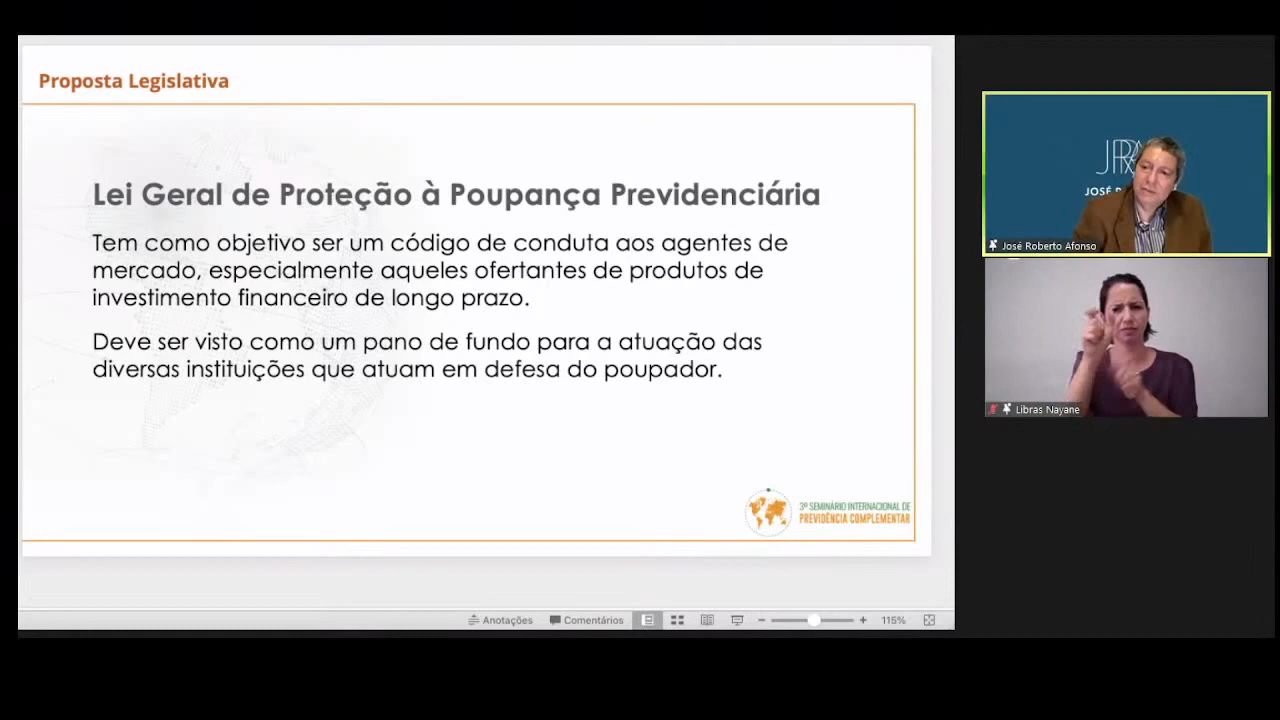 Proposta Legislativa
Lei Geral de Proteção à Poupança Previdenciária
Tem como objetivo ser um código de conduta aos agentes de
mercado, especialmente aqueles ofertantes de produtos de
investimento financeiro de longo prazo.
Deve ser visto como um pano de fundo para a atuação das
diversas instituições que atuam em defesa do poupador.
3º SEMINÁRIO INTERNACIONAL DE
PREVIDÊNCIA COMPLEMENTAR
Anotações
Comentários
115%
JOSÉ R
José Roberto Afonso
Libras Nayane